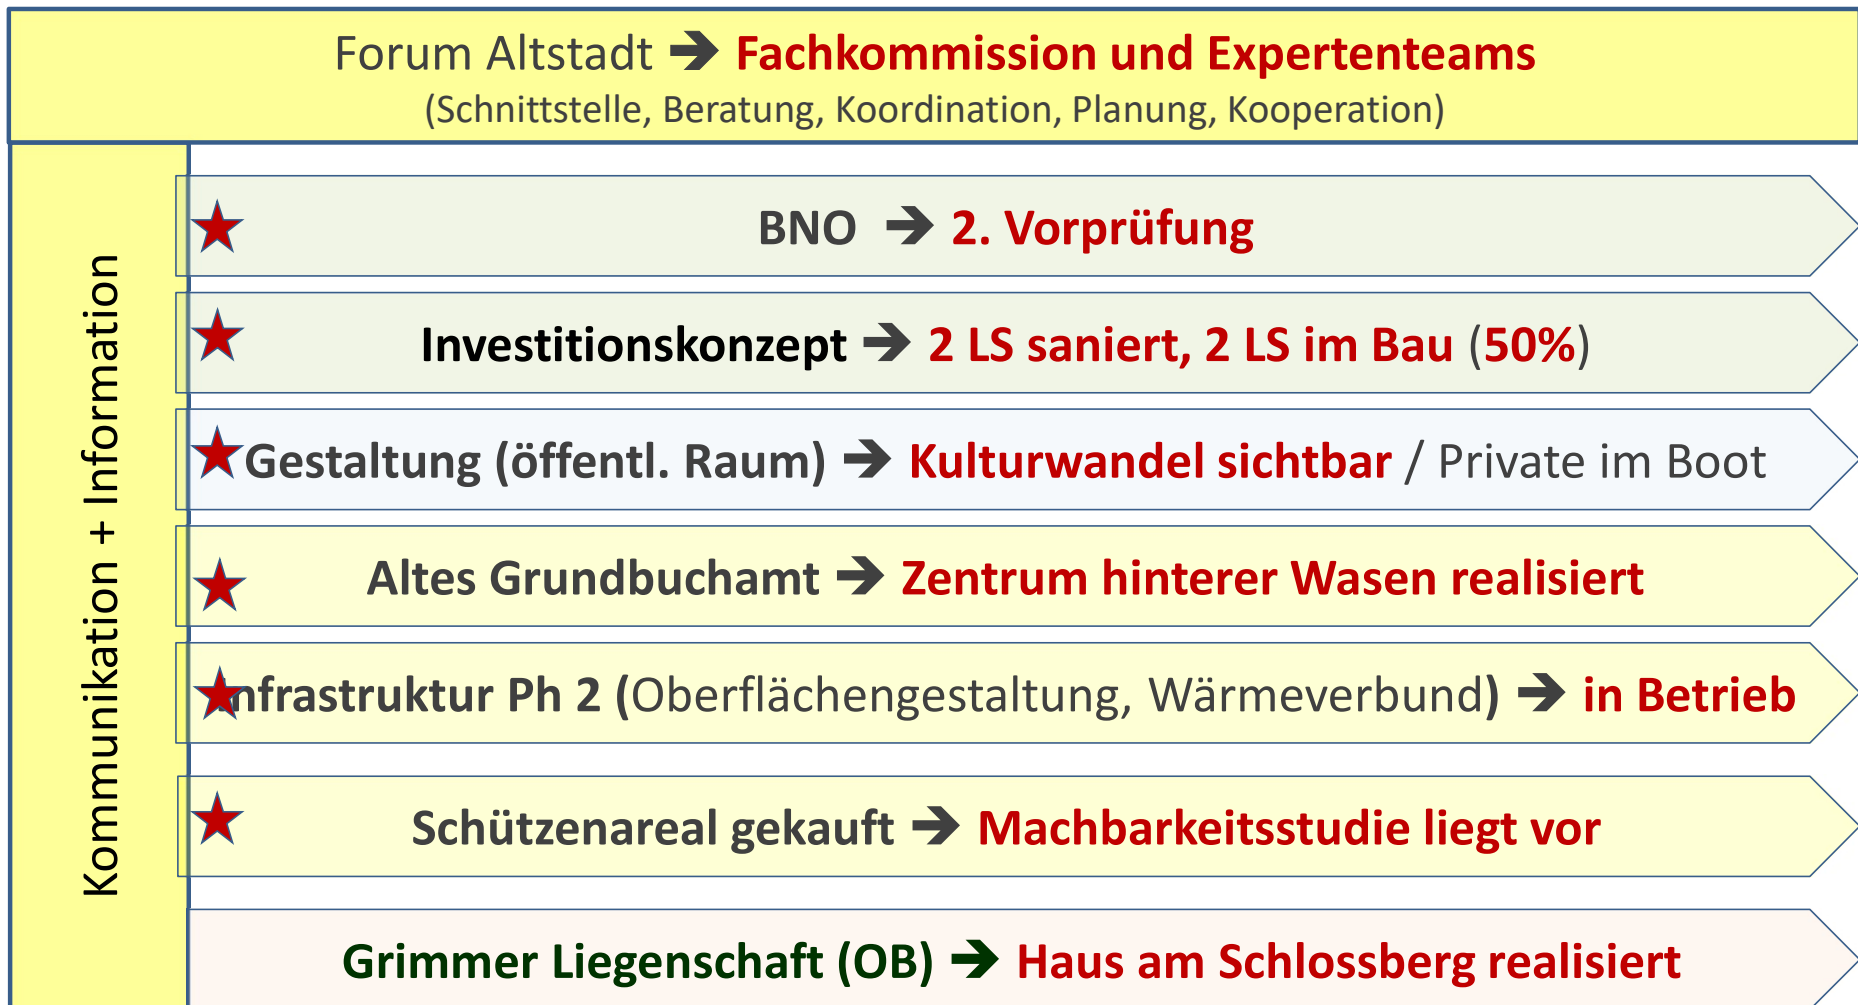 Forum Altstadt ➔ Fachkommission und Expertenteams
(Schnittstelle, Beratung, Koordination, Planung, Kooperation)
Kommunikation + Information
BNO ➔ 2. Vorprüfung
Investitionskonzept ➔ 2 LS saniert, 2 LS im Bau (50%)
Gestaltung (öffentl. Raum) ➔ Kulturwandel sichtbar / Private im Boot
Altes Grundbuchamt ➔ Zentrum hinterer Wasen realisiert
Infrastruktur Ph 2 (Oberflächengestaltung, Wärmeverbund) ➔ in Betrieb
Schützenareal gekauft ➔ Machbarkeitsstudie liegt vor
Grimmer Liegenschaft (OB) ➔ Haus am Schlossberg realisiert